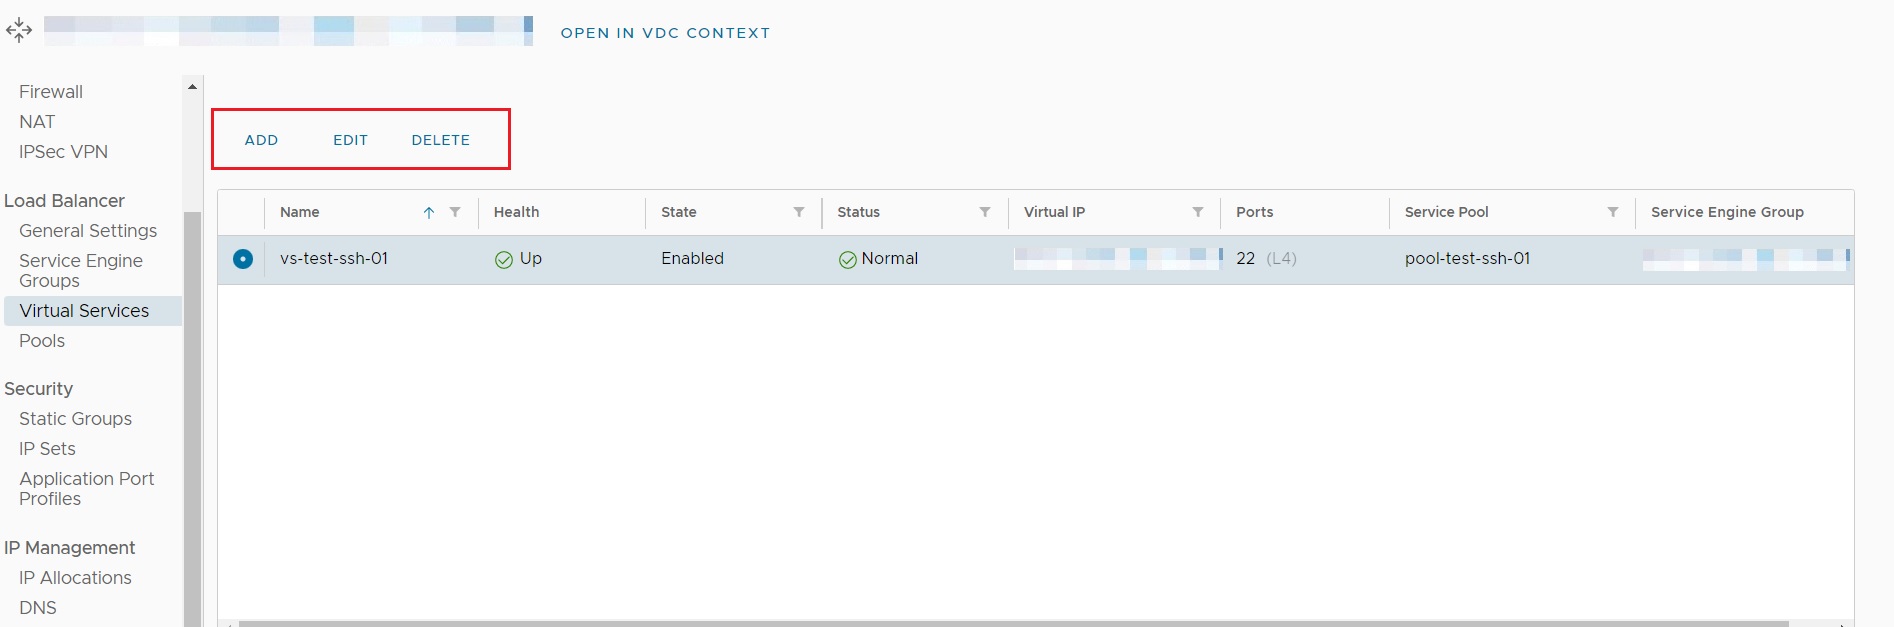 OPEN IN VDC CONTEXT
Firewall
NAT
IPSec VPN
Load Balancer
General Settings
Service Engine
Groups
Virtual Services
Pools
Security
Static Groups
IP Sets
Application Port
Profiles
IP Management
IP Allocations
DNS
ADD EDIT DELETE
Name Health State Status Virtual IP Ports Service Pool Service Engine Group
vs-test-ssh-01 Up Enabled Normal 22 (L4) pool-test-ssh-01